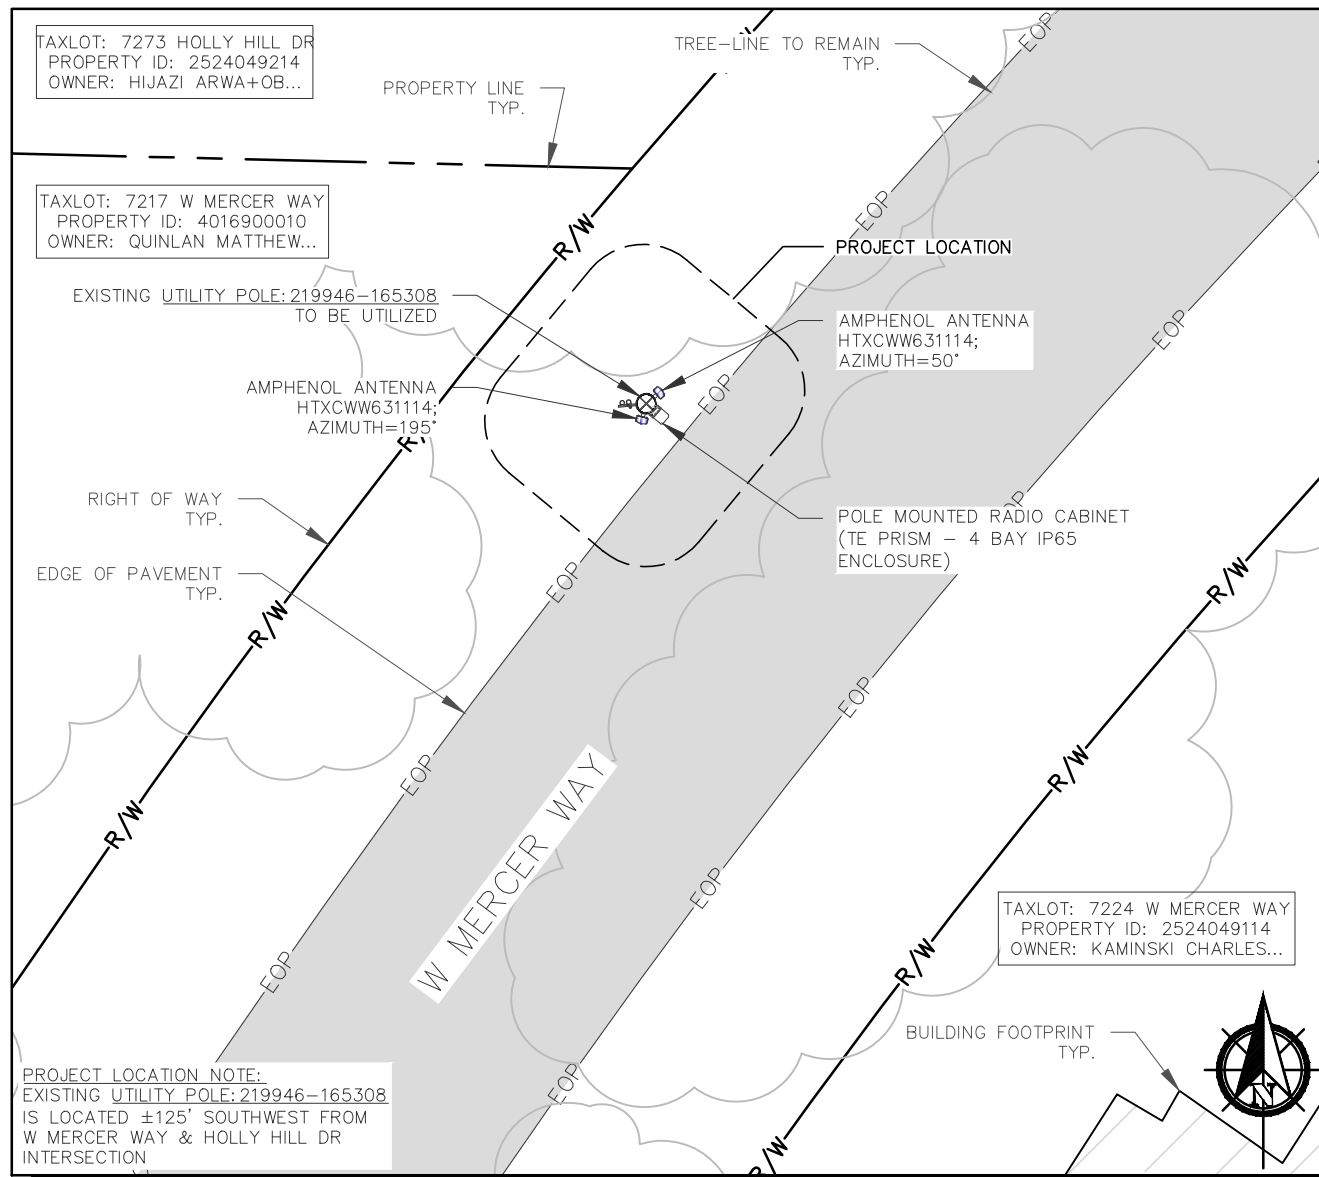 TAXLOT: 7273 HOLLY HILL DR
PROPERTY ID: 2524049214
OWNER: HIJAZI ARWA+OB...
TREE-LINE TO REMAIN
TYP.
EOP
PROPERTY LINE
TYP.
TAXLOT: 7217 W MERCER WAY
PROPERTY ID: 4016900010
OWNER: QUINLAN MATTHEW...
R/W
EOP
PROJECT LOCATION
EXISTING UTILITY POLE: 219946-165308
TO BE UTILIZED
AMPHENOL ANTENNA
HTXCWW631114;
AZIMUTH=50°
EOP
AMPHENOL ANTENNA
HTXCWW631114;
AZIMUTH=195°
EOP
RIGHT OF WAY
TYP.
EOP
POLE MOUNTED RADIO CABINET
(TE PRISM - 4 BAY IP65
ENCLOSURE)
EDGE OF PAVEMENT
TYP.
EOP
R/W
R/W
EOP
EOP
R/W
R/W
W MERCER WAY
EOP
TAXLOT: 7224 W MERCER WAY
PROPERTY ID: 2524049114
OWNER: KAMINSKI CHARLES...
EOP
R/W
BUILDING FOOTPRINT
TYP.
N
EOP
PROJECT LOCATION NOTE:
EXISTING UTILITY POLE: 219946-165308
IS LOCATED ±125' SOUTHWEST FROM
W MERCER WAY & HOLLY HILL DR
INTERSECTION
R/W